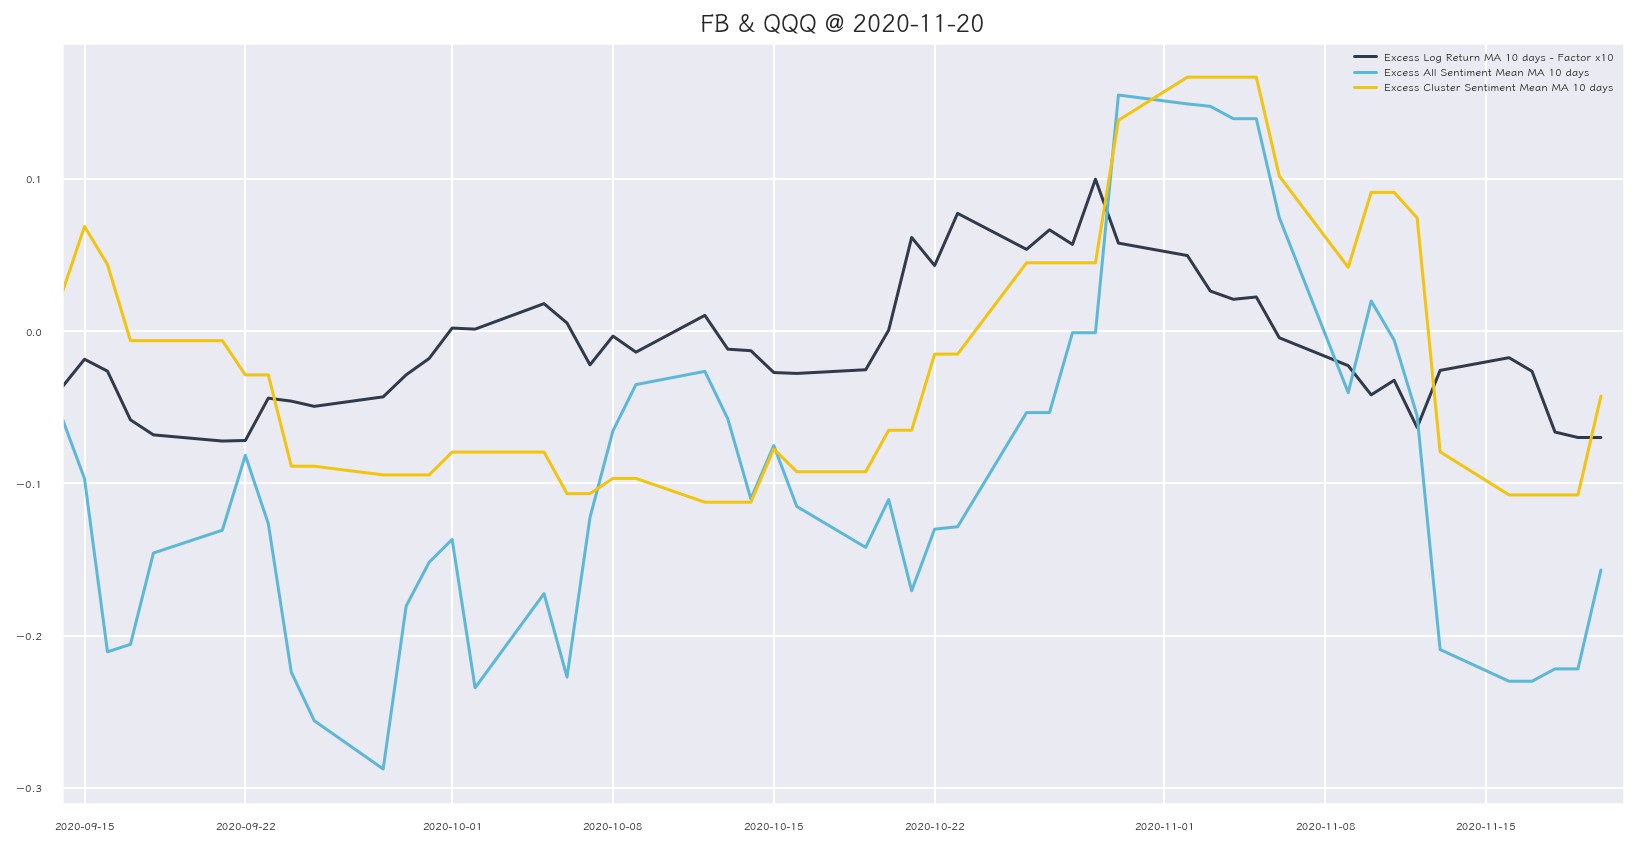 FB & QQQ @ 2020-11-20
Excess Log Return MA 10 days - Factor x10
Excess All Sentiment Mean MA 10 days
Excess Cluster Sentiment Mean MA 10 days
0.1
0.0
−0.1
−0.2
−0.3
2020-09-15 2020-09-22 2020-10-01 2020-10-08 2020-10-15 2020-10-22 2020-11-01 2020-11-08 2020-11-15